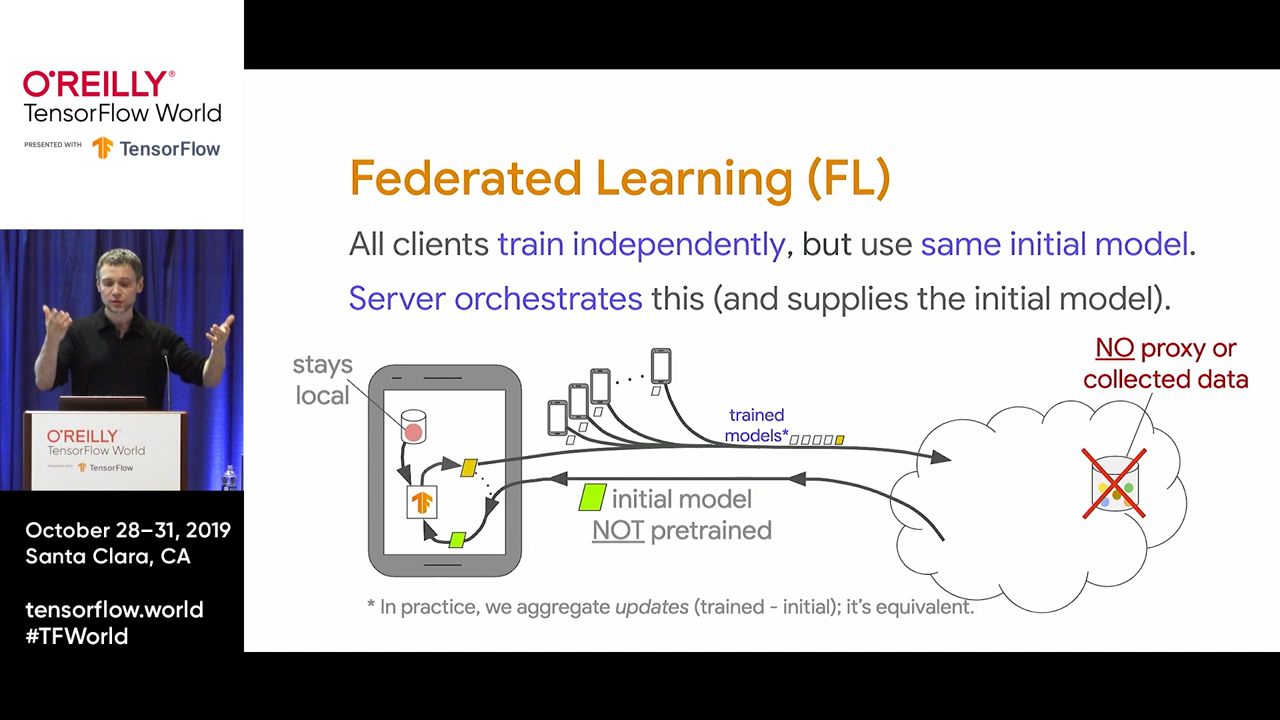 O'REILLY®
TensorFlow World
PRESENTED WITH TensorFlow
O'REILLY
TensorFlow World
TensorFlow
October 28–31, 2019
Santa Clara, CA
tensorflow.world
#TFWorld
Federated Learning (FL)
All clients train independently, but use same initial model.
Server orchestrates this (and supplies the initial model).
stays
local
trained
models*
initial model
NOT pretrained
NO proxy or
collected data
* In practice, we aggregate updates (trained - initial); it's equivalent.